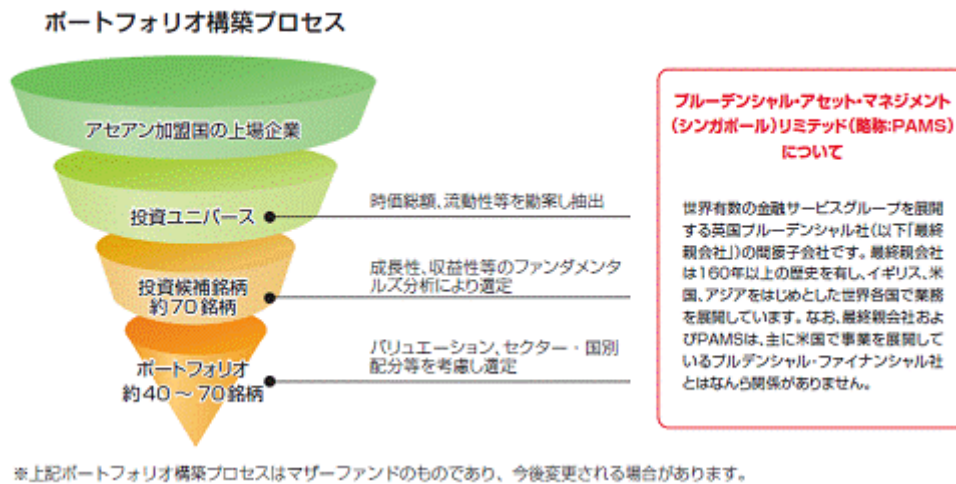 ポートフォリオ構築プロセス
アセアン加盟国の上場企業
投資ユニバース
時価総額、流動性等を勘案し抽出
投資候補銘柄
約70銘柄
成長性、収益性等のファンダメンタ
ルズ分析により選定
ポートフォリオ
約40～70銘柄
バリュエーション、セクター・国別
配分等を考慮し選定
プルーデンシャル・アセット・マネジメント
(シンガポール)リミテッド(略称:PAMS)
について
世界有数の金融サービスグループを展開
する英国プルーデンシャル社(以下「最終
親会社」)の間接子会社です。最終親会社
は160年以上の歴史を有し、イギリス、米
国、アジアをはじめとした世界各国で業務
を展開しています。なお、最終親会社およ
びPAMSは、主に米国で事業を展開して
いるプルデンシャル・ファイナンシャル社
とはなんら関係がありません。
※上記ポートフォリオ構築プロセスはマザーファンドのものであり、今後変更される場合があります。